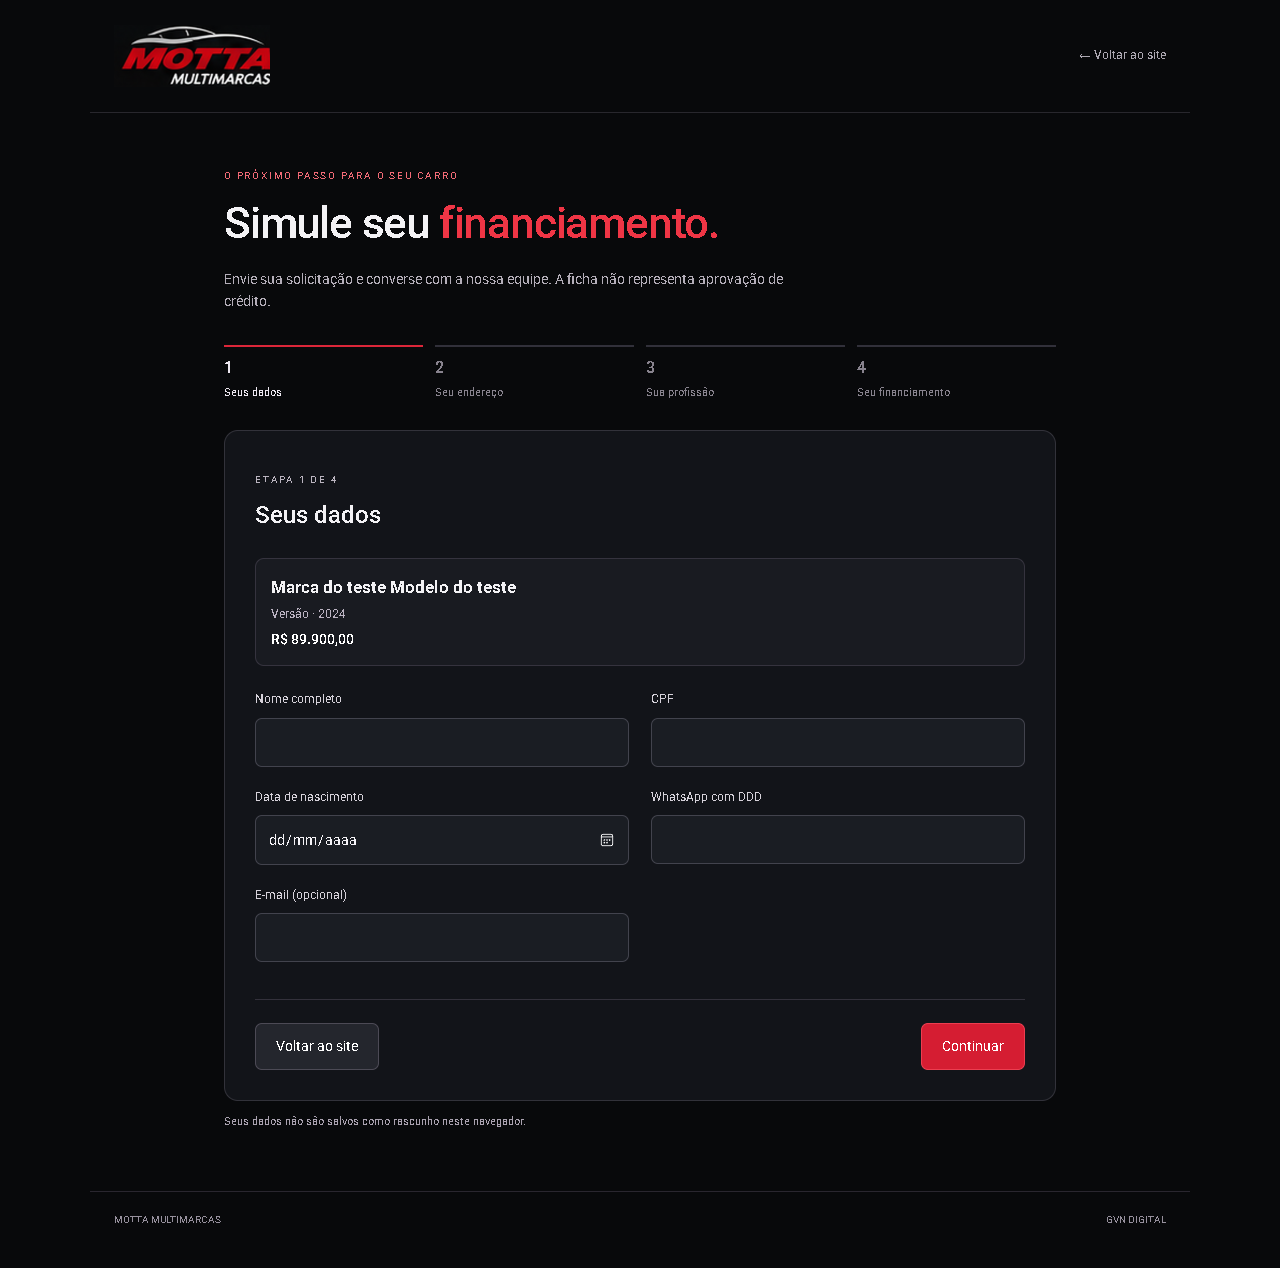 MOTTA
MULTIMARCAS
← Voltar ao site
O PRÓXIMO PASSO PARA O SEU CARRO
Simule seu financiamento.
Envie sua solicitação e converse com a nossa equipe. A ficha não representa aprovação de
crédito.
1
Seus dados
2
Seu endereço
3
Sua profissão
4
Seu financiamento
ETAPA 1 DE 4
Seus dados
Marca do teste Modelo do teste
Versão · 2024
R$ 89.900,00
Nome completo
CPF
Data de nascimento
WhatsApp com DDD
dd/mm/aaaa
E-mail (opcional)
Voltar ao site
Continuar
Seus dados não são salvos como rascunho neste navegador.
MOTTA MULTIMARCAS
GVN DIGITAL